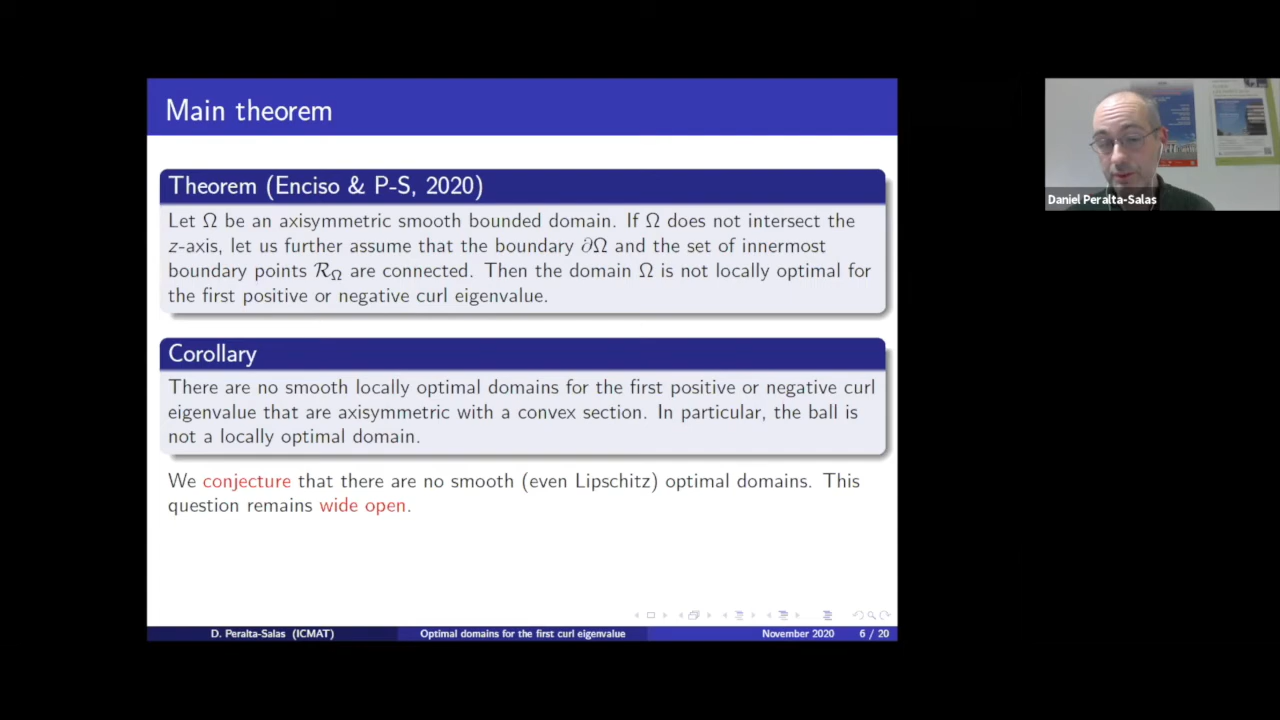 Main theorem
Theorem (Enciso & P-S, 2020)
Let Ω be an axisymmetric smooth bounded domain. If Ω does not intersect the
z-axis, let us further assume that the boundary ∂Ω and the set of innermost
boundary points ℛ_Ω are connected. Then the domain Ω is not locally optimal for
the first positive or negative curl eigenvalue.
Corollary
There are no smooth locally optimal domains for the first positive or negative curl
eigenvalue that are axisymmetric with a convex section. In particular, the ball is
not a locally optimal domain.
We conjecture that there are no smooth (even Lipschitz) optimal domains. This
question remains wide open.
D. Peralta-Salas (ICMAT) Optimal domains for the first curl eigenvalue November 2020 6 / 20
Daniel Peralta-Salas